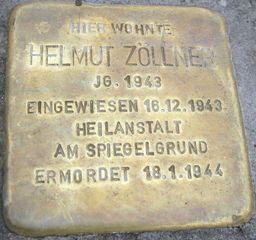 HIER WOHNTE
HELMUT ZÖLLNER
JG. 1943
EINGEWIESEN 16.12.1943
HEILANSTALT
AM SPIEGELGRUND
ERMORDET 18.1.1944